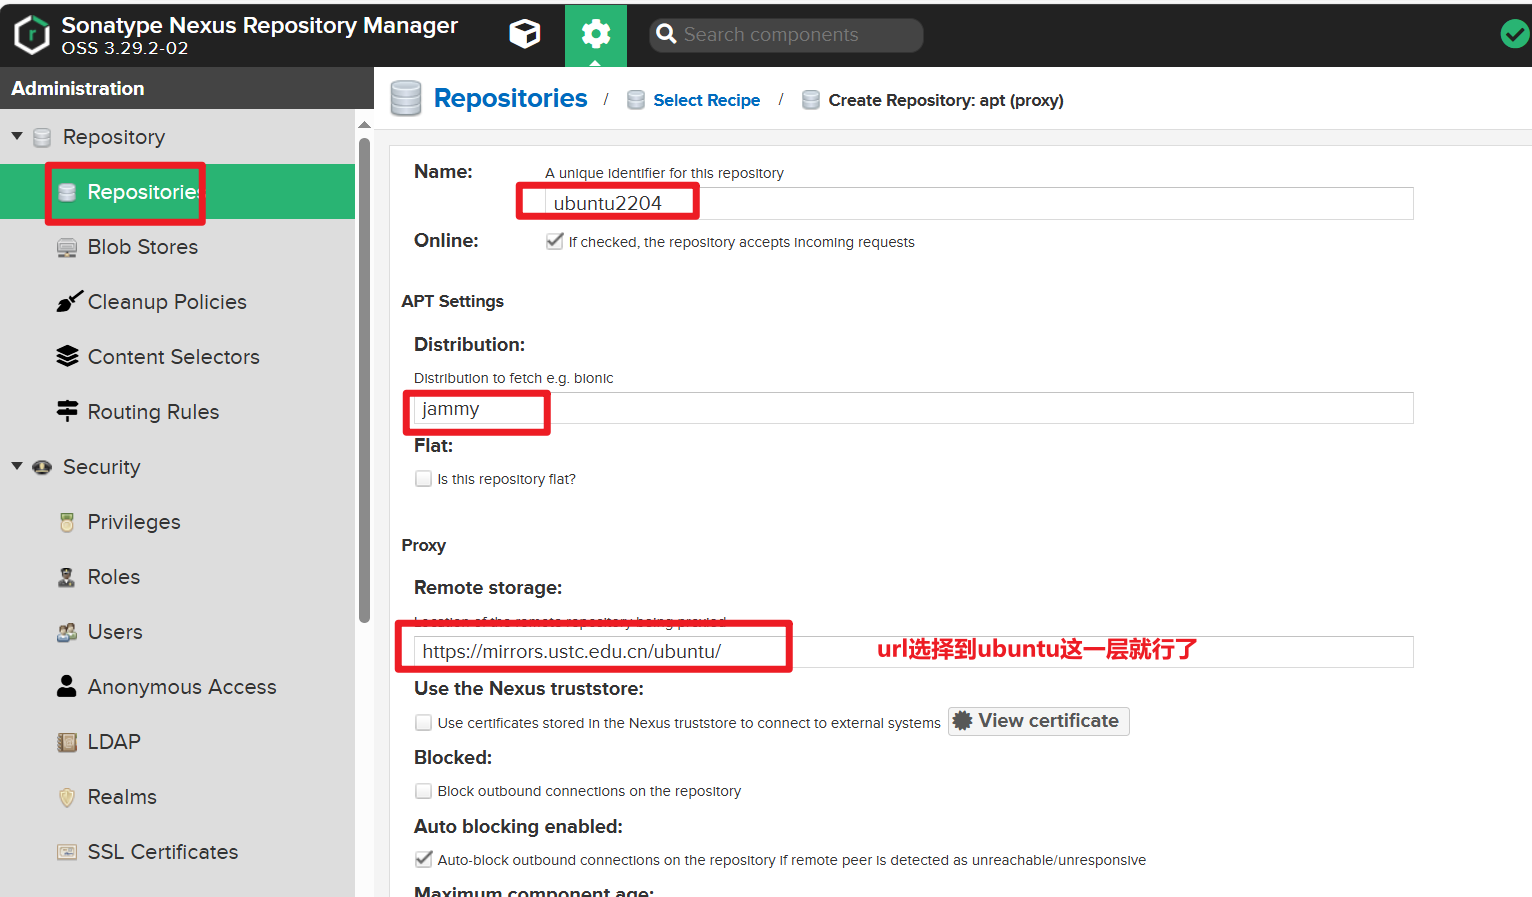 Sonatype Nexus Repository Manager
OSS 3.29.2-02
Search components
Administration
Repositories / Select Recipe / Create Repository: apt (proxy)
Repository
Repositories
Blob Stores
Cleanup Policies
Content Selectors
Routing Rules
Security
Privileges
Roles
Users
Anonymous Access
LDAP
Realms
SSL Certificates
Name:
A unique identifier for this repository
ubuntu2204
Online:
If checked, the repository accepts incoming requests
APT Settings
Distribution:
Distribution to fetch e.g. bionic
jammy
Flat:
Is this repository flat?
Proxy
Remote storage:
Location of the remote repository being proxied
https://mirrors.ustc.edu.cn/ubuntu/
url选择到ubuntu这一层就行了
Use the Nexus truststore:
Use certificates stored in the Nexus truststore to connect to external systems
View certificate
Blocked:
Block outbound connections on the repository
Auto blocking enabled:
Auto-block outbound connections on the repository if remote peer is detected as unreachable/unresponsive
Maximum component age: